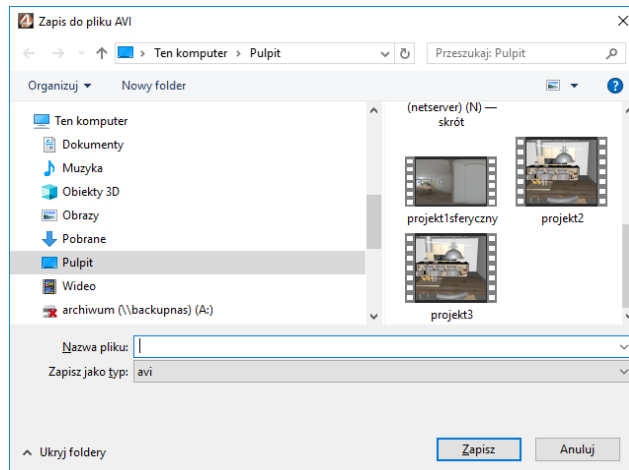 Zapis do pliku AVI
Ten komputer > Pulpit
Przeszukaj: Pulpit
Organizuj
Nowy folder
Ten komputer
Dokumenty
Muzyka
Obiekty 3D
Obrazy
Pobrane
Pulpit
Wideo
archiwum (\\backupnas) (A:)
(netserver) (N) —
skrót
projekt1sferyczny
projekt2
projekt3
Nazwa pliku:
Zapisz jako typ: avi
Ukryj foldery
Zapisz
Anuluj